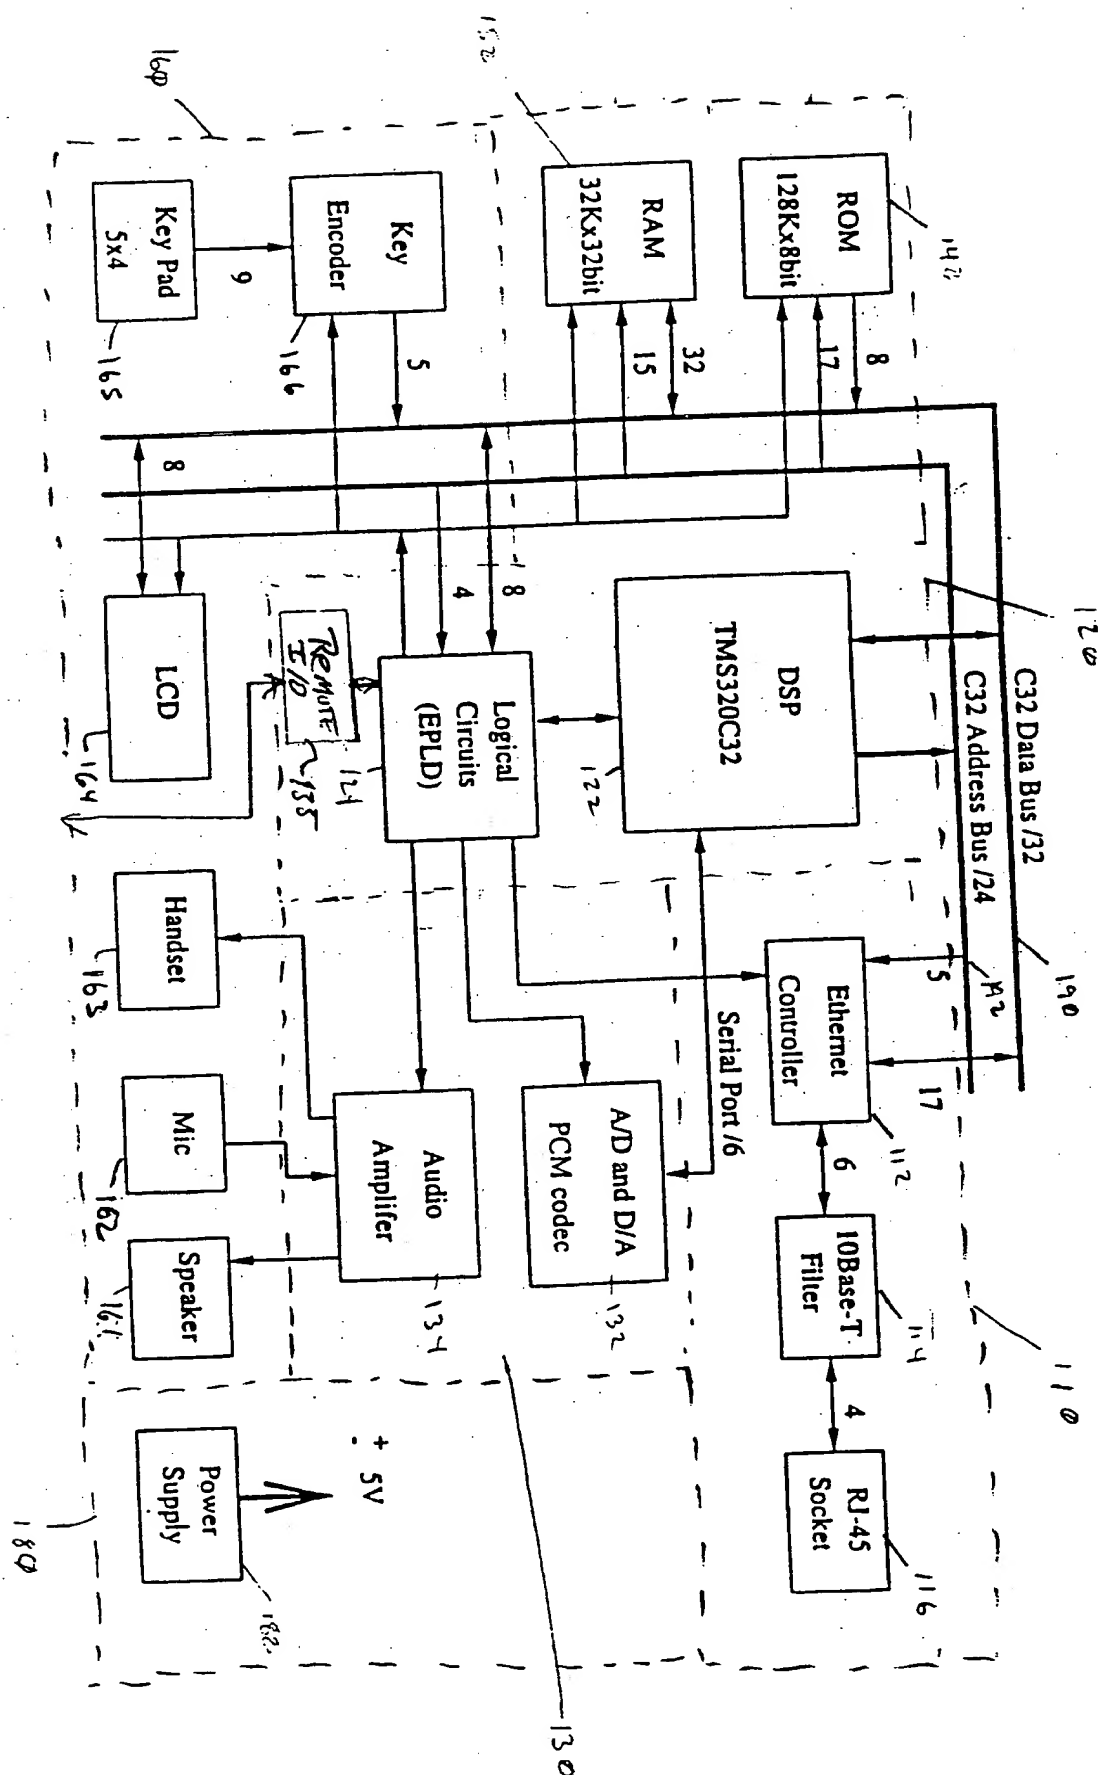 120
110
190
C32 Data Bus /32
C32 Address Bus /24
192
142
ROM
128Kx8bit
8
17
5
17
Ethernet
Controller
112
6
10Base-T
Filter
114
4
RJ-45
Socket
116
152
RAM
32Kx32bit
32
15
DSP
TMS320C32
122
Serial Port /6
A/D and D/A
PCM codec
132
130
160
Key
Encoder
166
5
8
4
Logical
Circuits
(EPLD)
124
REMOTE
I/O
135
Audio
Amplifer
134
+
5V
9
Key Pad
5x4
165
8
LCD
164
Handset
163
Mic
162
Speaker
161
Power
Supply
182
180